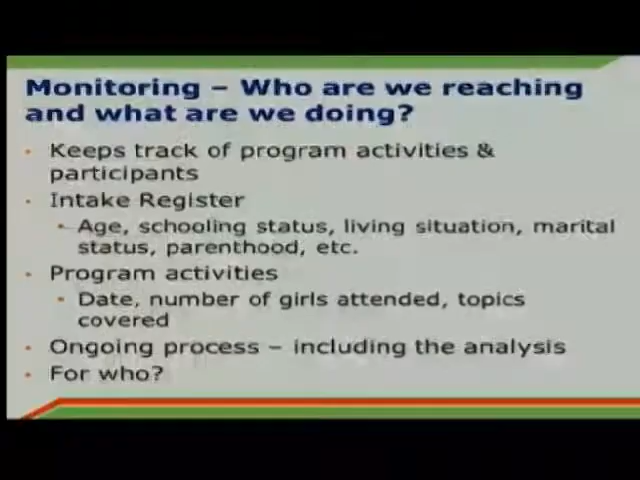 Monitoring – Who are we reaching
and what are we doing?
• Keeps track of program activities &
participants
• Intake Register
• Age, schooling status, living situation, marital
status, parenthood, etc.
• Program activities
• Date, number of girls attended, topics
covered
• Ongoing process – including the analysis
• For who?